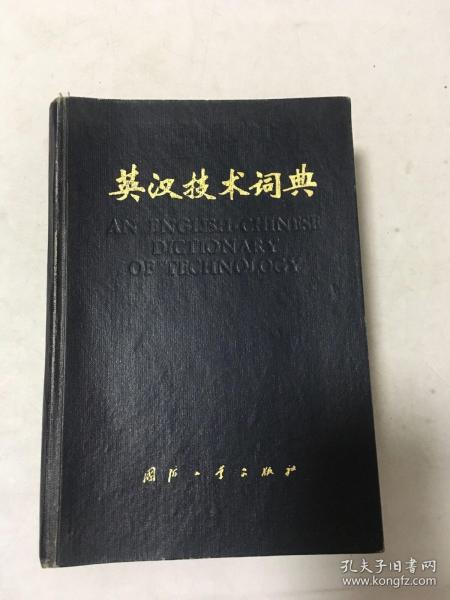 英汉技术词典
AN ENGLISH-CHINESE
DICTIONARY
OF TECHNOLOGY
国防工业出版社
孔夫子旧书网
www.kongfz.com